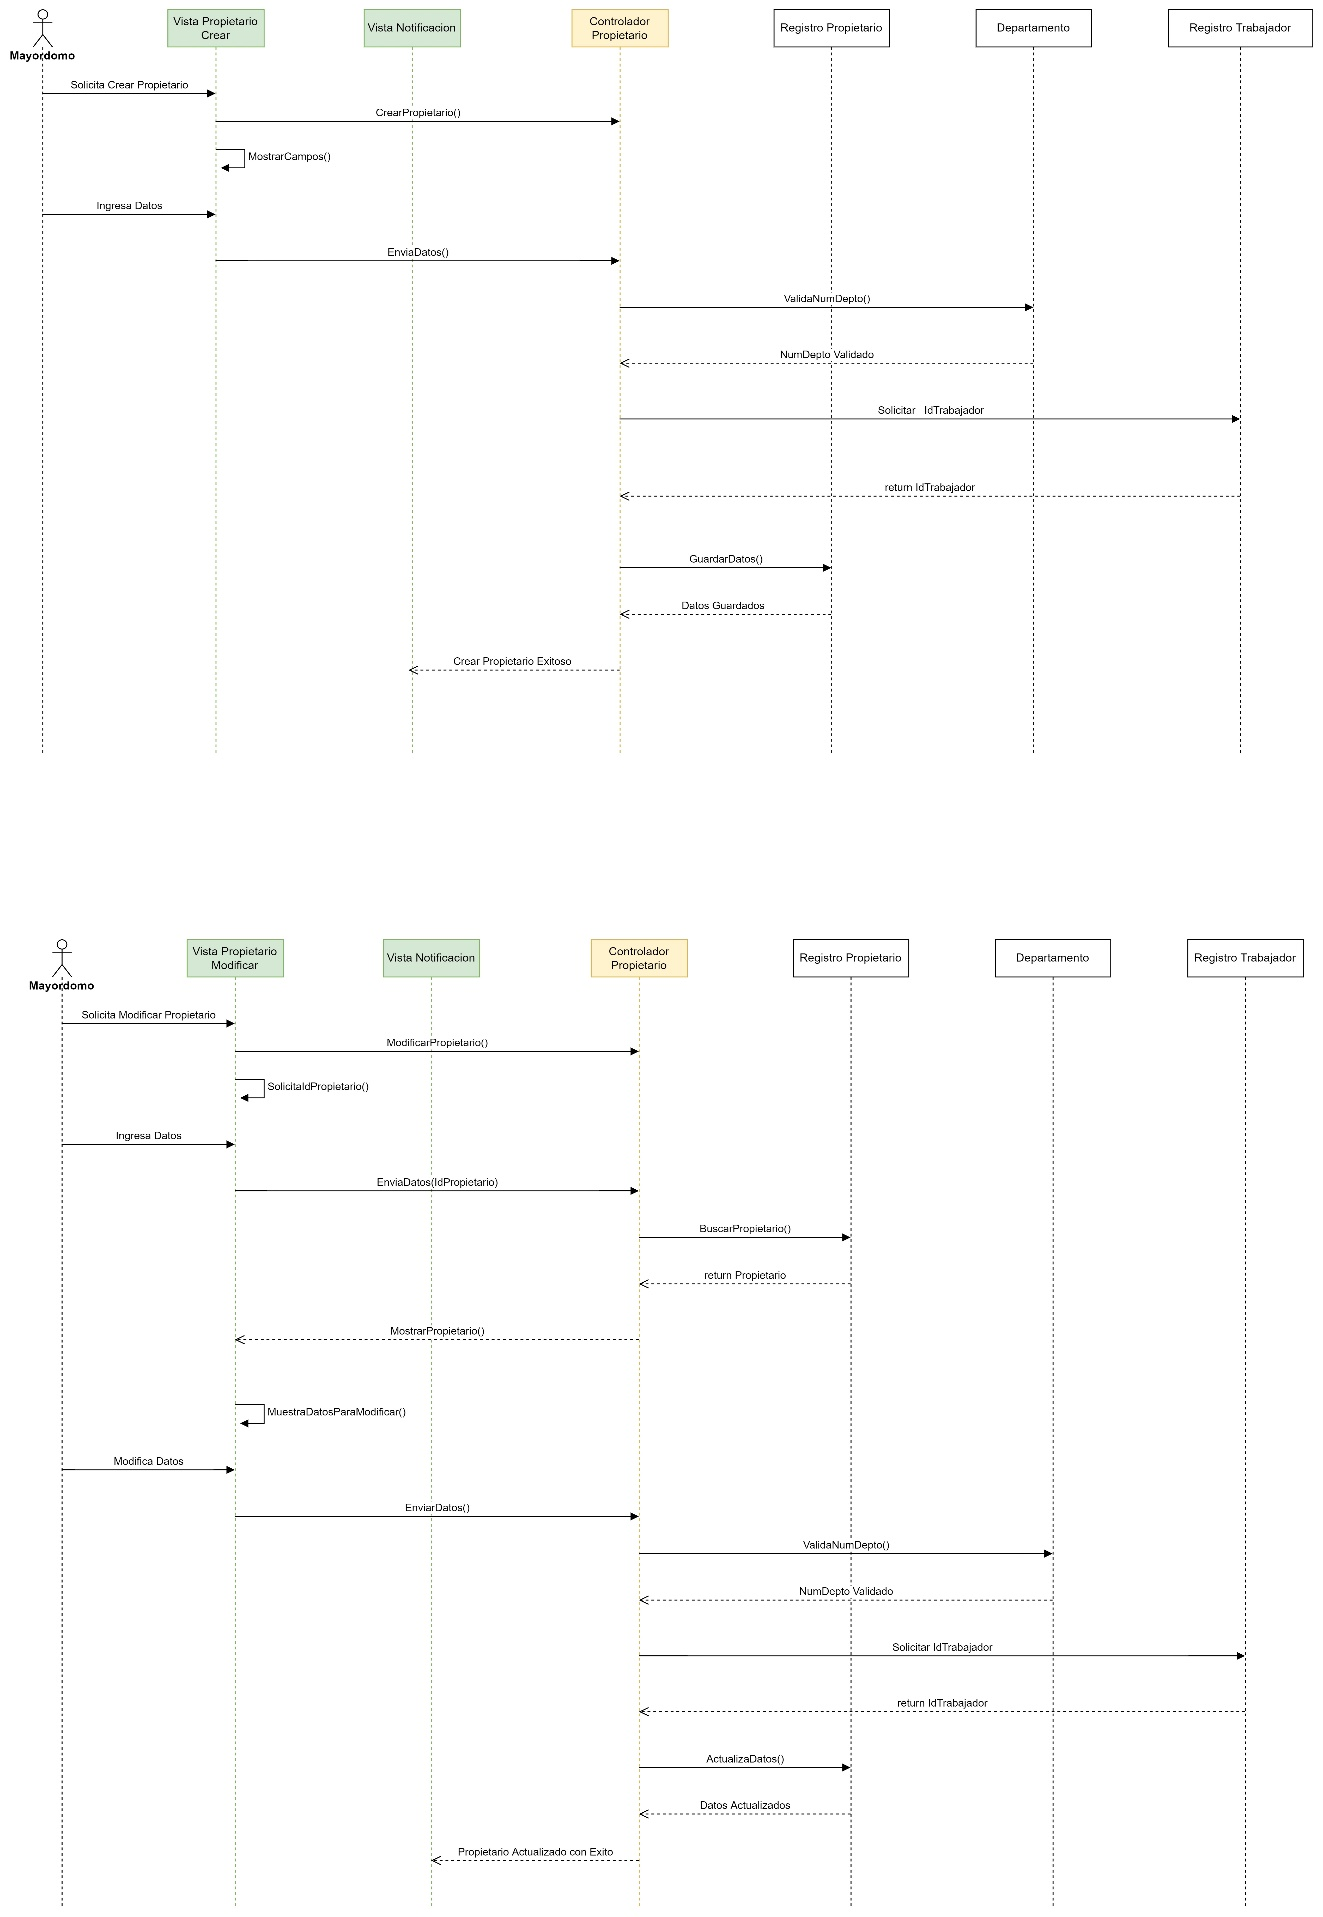 Mayordomo
Vista Propietario
Crear
Vista Notificacion
Controlador
Propietario
Registro Propietario
Departamento
Registro Trabajador
Solicita Crear Propietario
CrearPropietario()
MostrarCampos()
Ingresa Datos
EnviaDatos()
ValidaNumDepto()
NumDepto Validado
Solicitar IdTrabajador
return IdTrabajador
GuardarDatos()
Datos Guardados
Crear Propietario Exitoso
Mayordomo
Vista Propietario
Modificar
Vista Notificacion
Controlador
Propietario
Registro Propietario
Departamento
Registro Trabajador
Solicita Modificar Propietario
ModificarPropietario()
SolicitaIdPropietario()
Ingresa Datos
EnviaDatos(IdPropietario)
BuscarPropietario()
return Propietario
MostrarPropietario()
MuestraDatosParaModificar()
Modifica Datos
EnviarDatos()
ValidaNumDepto()
NumDepto Validado
Solicitar IdTrabajador
return IdTrabajador
ActualizaDatos()
Datos Actualizados
Propietario Actualizado con Exito